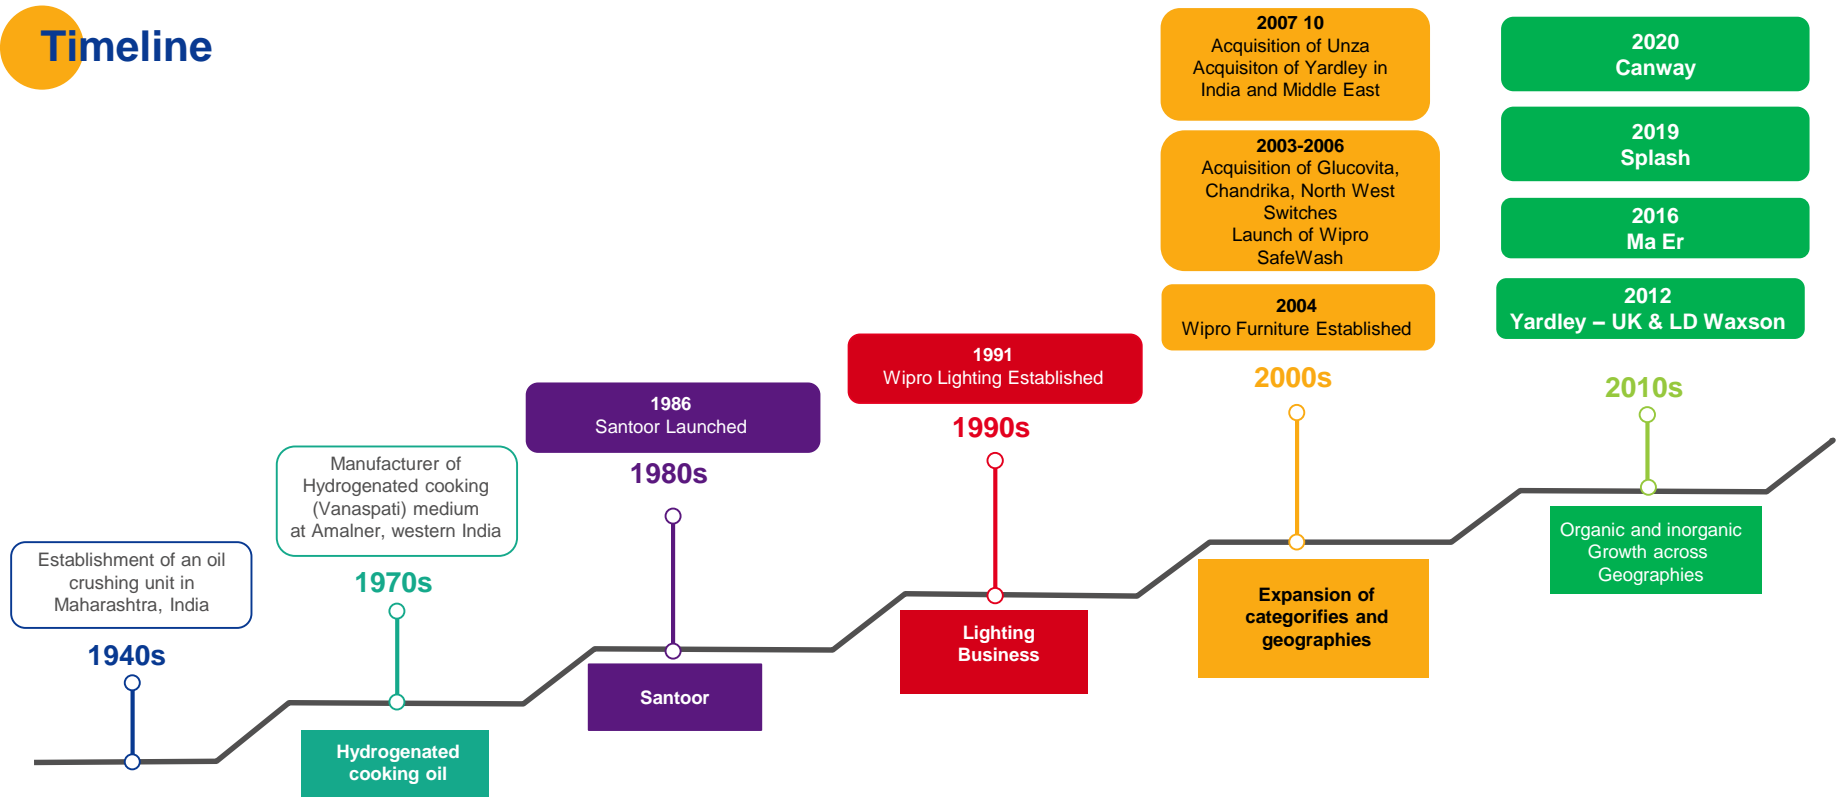 Timeline
Establishment of an oil
crushing unit in
Maharashtra, India
1940s
Manufacturer of
Hydrogenated cooking
(Vanaspati) medium
at Amalner, western India
1970s
Hydrogenated
cooking oil
1986
Santoor Launched
1980s
Santoor
1991
Wipro Lighting Established
1990s
Lighting
Business
2007 10
Acquisition of Unza
Acquisiton of Yardley in
India and Middle East
2003-2006
Acquisition of Glucovita,
Chandrika, North West
Switches
Launch of Wipro
SafeWash
2004
Wipro Furniture Established
2000s
Expansion of
categorifies and
geographies
2020
Canway
2019
Splash
2016
Ma Er
2012
Yardley – UK & LD Waxson
2010s
Organic and inorganic
Growth across
Geographies